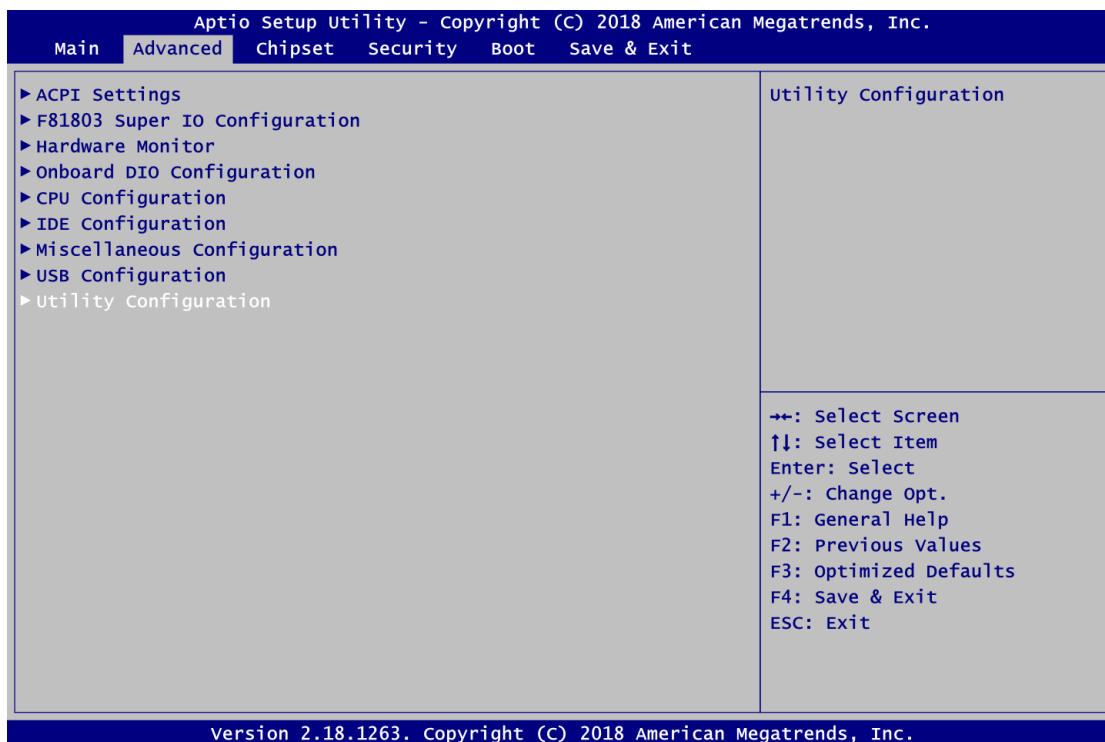 Aptio Setup Utility - Copyright (C) 2018 American Megatrends, Inc.
Main Advanced Chipset Security Boot Save & Exit
▶ACPI Settings
▶F81803 Super IO Configuration
▶Hardware Monitor
▶Onboard DIO Configuration
▶CPU Configuration
▶IDE Configuration
▶Miscellaneous Configuration
▶USB Configuration
▶Utility Configuration
Utility Configuration
→←: Select Screen
↑↓: Select Item
Enter: Select
+/-: Change Opt.
F1: General Help
F2: Previous Values
F3: Optimized Defaults
F4: Save & Exit
ESC: Exit
Version 2.18.1263. Copyright (C) 2018 American Megatrends, Inc.